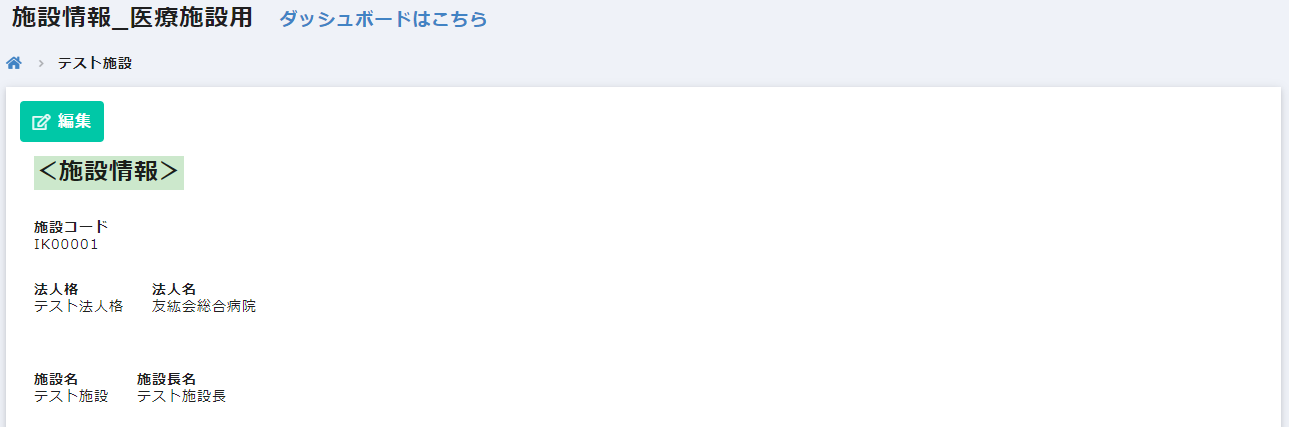 施設情報_医療施設用 ダッシュボードはこちら
テスト施設
編集
＜施設情報＞
施設コード
IK00001
法人格 法人名
テスト法人格 友紘会総合病院
施設名 施設長名
テスト施設 テスト施設長